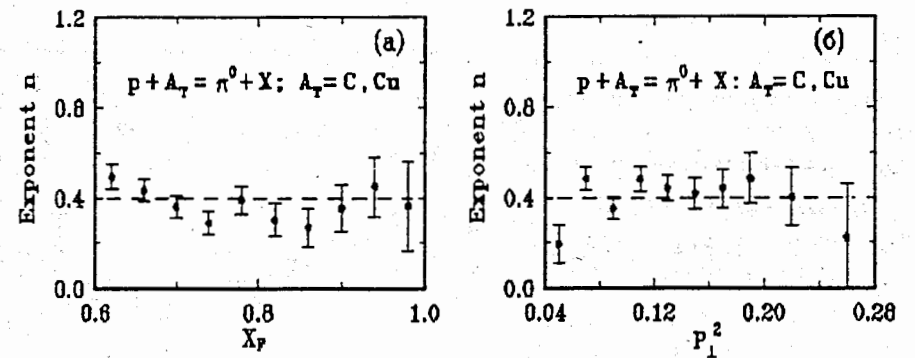 (а)
p+A_T=π⁰+X; A_T=C,Cu
Exponent n
1.2
0.8
0.4
0.0
0.6
0.8
1.0
X_F
(б)
p+A_T=π⁰+X: A_T=C,Cu
Exponent n
1.2
0.8
0.4
0.0
0.04
0.12
0.20
0.28
P_⊥²